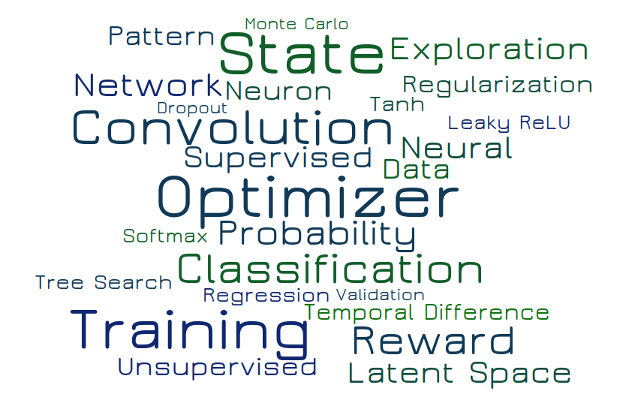 Monte Carlo
Pattern
State
Exploration
Network
Neuron
Regularization
Dropout
Tanh
Convolution
Leaky ReLU
Supervised
Neural
Data
Optimizer
Softmax
Probability
Classification
Tree Search
Regression
Validation
Temporal Difference
Training
Reward
Unsupervised
Latent Space